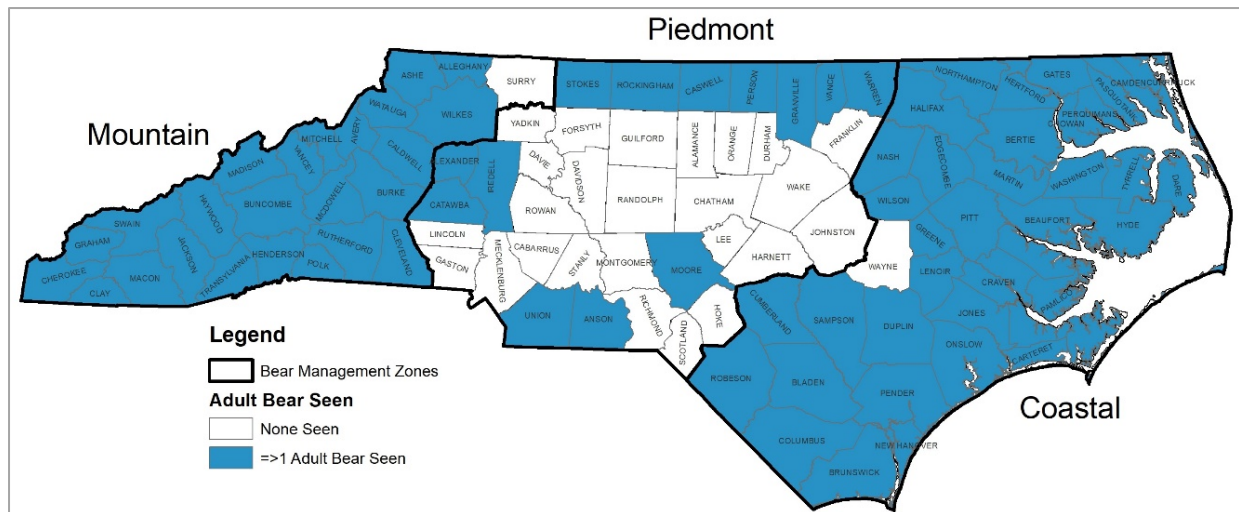 Piedmont
Mountain
Coastal
ASHE
ALLEGHANY
SURRY
STOKES
ROCKINGHAM
CASWELL
PERSON
GRANVILLE
VANCE
WARREN
NORTHAMPTON
HERTFORD
GATES
PASQUOTANK
CAMDEN
CURRITUCK
WATAUGA
WILKES
YADKIN
FORSYTH
GUILFORD
ALAMANCE
ORANGE
DURHAM
FRANKLIN
HALIFAX
BERTIE
PERQUIMANS
CHOWAN
MITCHELL
AVERY
YANCEY
CALDWELL
ALEXANDER
IREDELL
DAVIE
DAVIDSON
RANDOLPH
CHATHAM
WAKE
NASH
EDGECOMBE
MARTIN
WASHINGTON
TYRRELL
DARE
MADISON
HAYWOOD
BUNCOMBE
MCDOWELL
BURKE
CATAWBA
ROWAN
LEE
JOHNSTON
WILSON
PITT
BEAUFORT
HYDE
SWAIN
GRAHAM
JACKSON
HENDERSON
RUTHERFORD
CLEVELAND
LINCOLN
GASTON
MECKLENBURG
CABARRUS
STANLY
MONTGOMERY
MOORE
HARNETT
WAYNE
GREENE
LENOIR
CRAVEN
PAMLICO
CHEROKEE
CLAY
MACON
TRANSYLVANIA
POLK
UNION
ANSON
RICHMOND
SCOTLAND
HOKE
CUMBERLAND
SAMPSON
DUPLIN
JONES
ONSLOW
CARTERET
ROBESON
BLADEN
PENDER
COLUMBUS
NEW HANOVER
BRUNSWICK
Legend
Bear Management Zones
Adult Bear Seen
None Seen
=>1 Adult Bear Seen